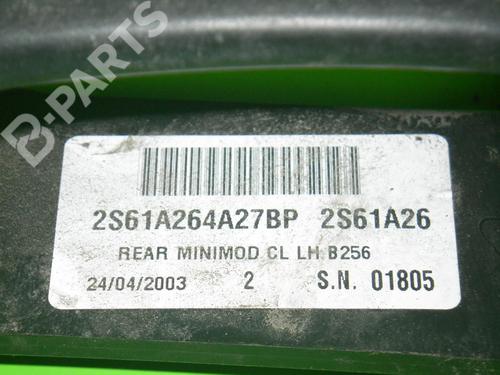 B-PARTS
2S61A264A27BP 2S61A26
REAR MINIMOD CL LH B256
24/04/2003 2 S.N. 01805